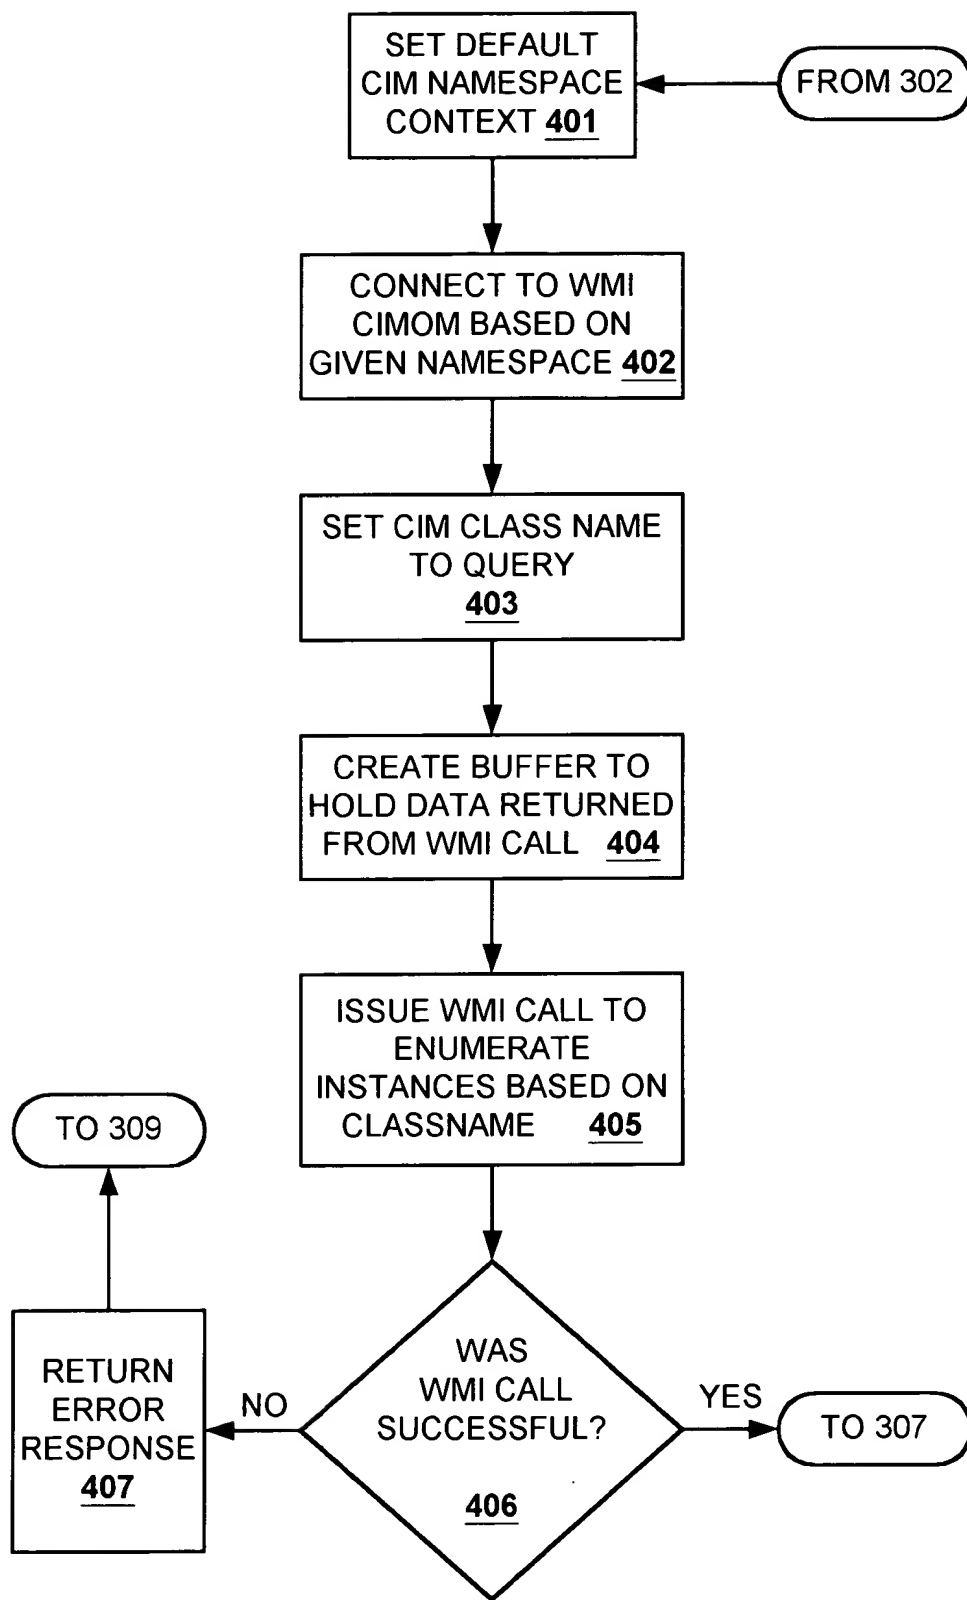 SET DEFAULT
CIM NAMESPACE
CONTEXT 401
FROM 302
CONNECT TO WMI
CIMOM BASED ON
GIVEN NAMESPACE 402
SET CIM CLASS NAME
TO QUERY
403
CREATE BUFFER TO
HOLD DATA RETURNED
FROM WMI CALL 404
ISSUE WMI CALL TO
ENUMERATE
INSTANCES BASED ON
CLASSNAME 405
TO 309
WAS
WMI CALL
SUCCESSFUL?
406
NO
YES
RETURN
ERROR
RESPONSE
407
TO 307